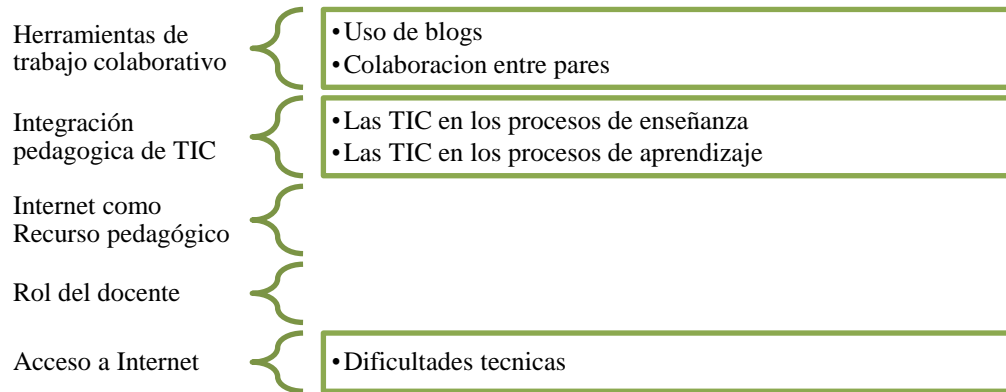 Herramientas de
trabajo colaborativo
•Uso de blogs
•Colaboracion entre pares
Integración
pedagogica de TIC
•Las TIC en los procesos de enseñanza
•Las TIC en los procesos de aprendizaje
Internet como
Recurso pedagógico
Rol del docente
Acceso a Internet
•Dificultades tecnicas